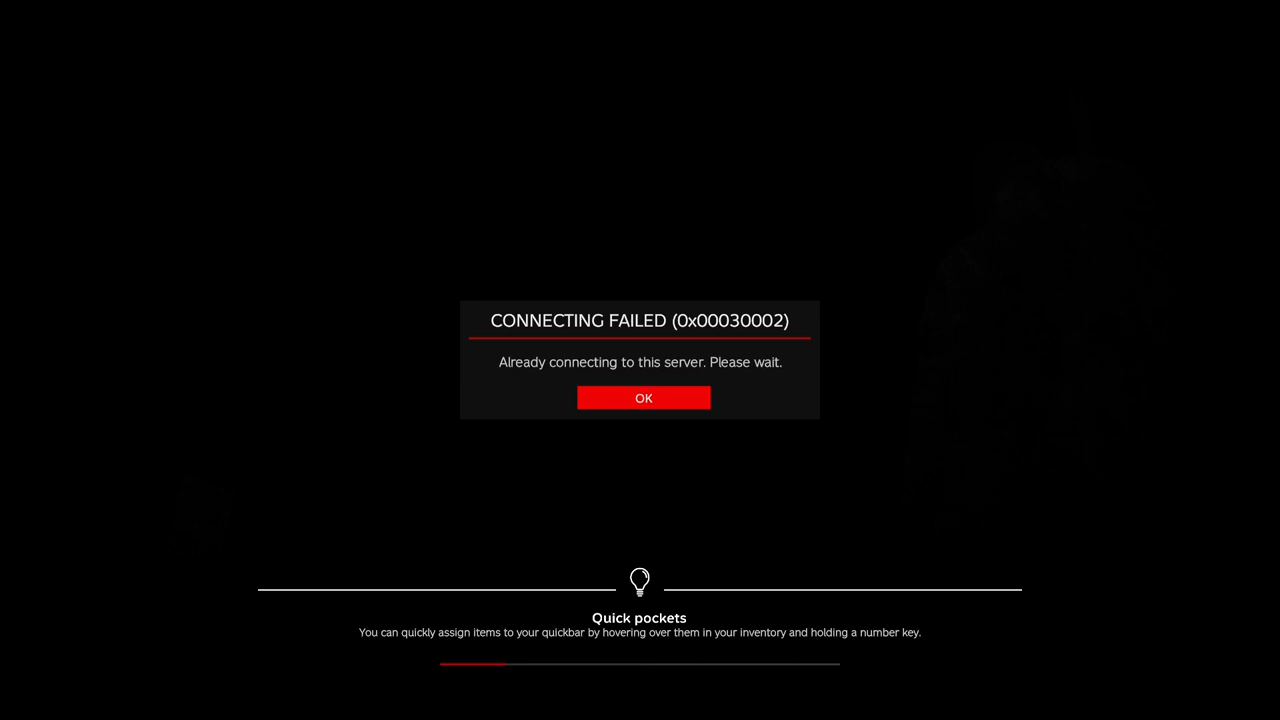 CONNECTING FAILED (0x00030002)
Already connecting to this server. Please wait.
OK
Quick pockets
You can quickly assign items to your quickbar by hovering over them in your inventory and holding a number key.